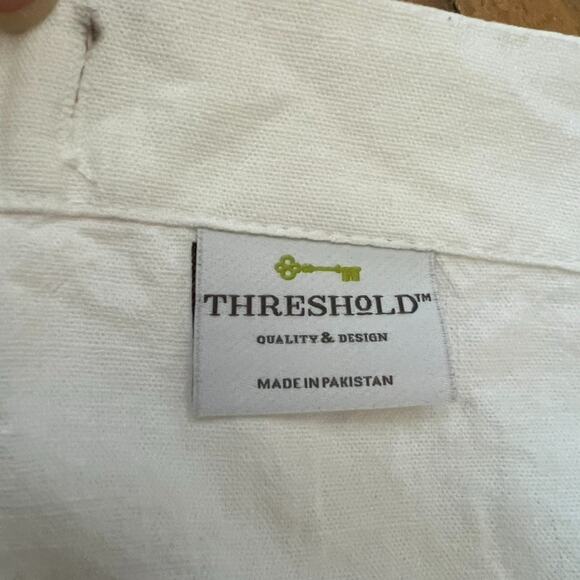 THRESHOLD™
QUALITY & DESIGN
MADE IN PAKISTAN